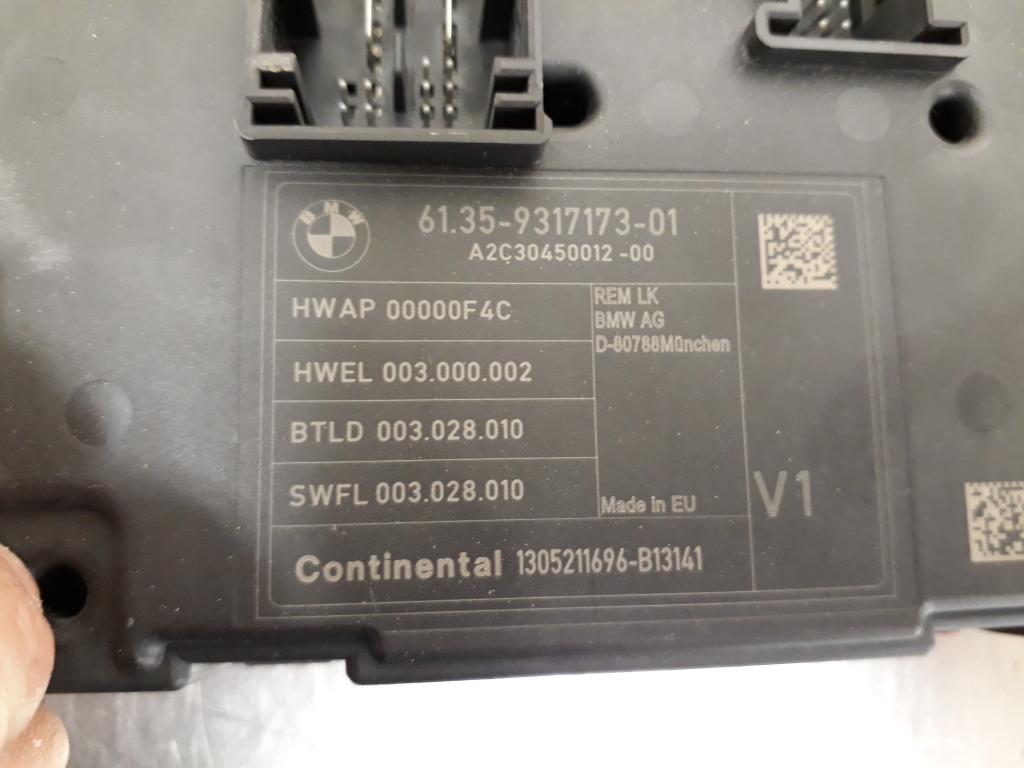 BMW
61.35-9317173-01
A2C30450012-00
HWAP 00000F4C
HWEL 003.000.002
BTLD 003.028.010
SWFL 003.028.010
REM LK
BMW AG
D-80788München
Made in EU
V1
Continental 1305211696-B13141